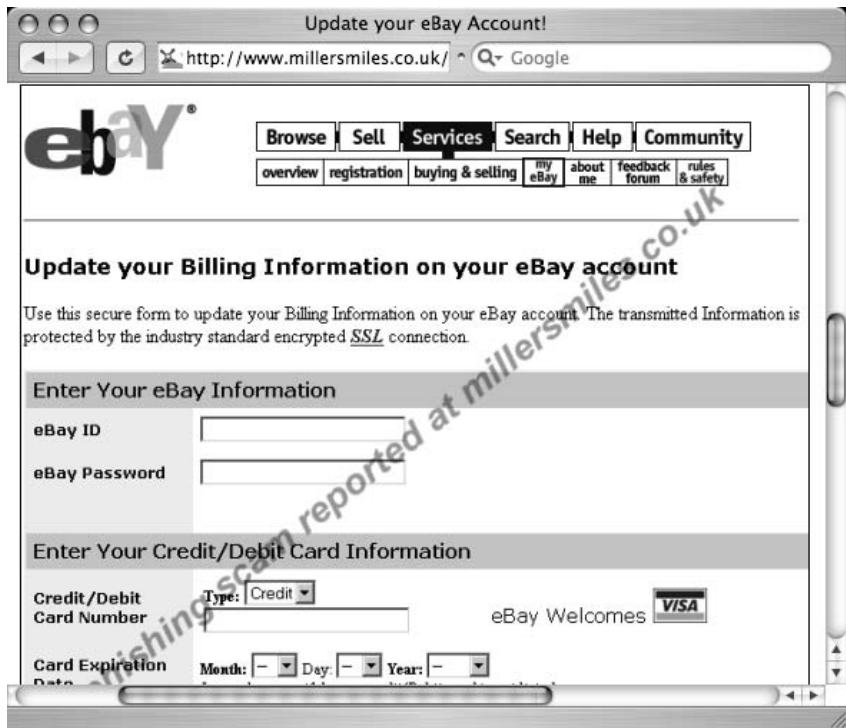 Update your eBay Account!
http://www.millersmiles.co.uk/
Google
ebaY®
Browse Sell Services Search Help Community
overview registration buying & selling my eBay about me feedback forum rules & safety
Update your Billing Information on your eBay account
Use this secure form to update your Billing Information on your eBay account. The transmitted Information is
protected by the industry standard encrypted SSL connection.
Enter Your eBay Information
eBay ID
eBay Password
Enter Your Credit/Debit Card Information
Credit/Debit
Card Number
Type: Credit
eBay Welcomes VISA
Card Expiration
Date
Month: – Day: – Year: –
phishing scam reported at millersmiles.co.uk